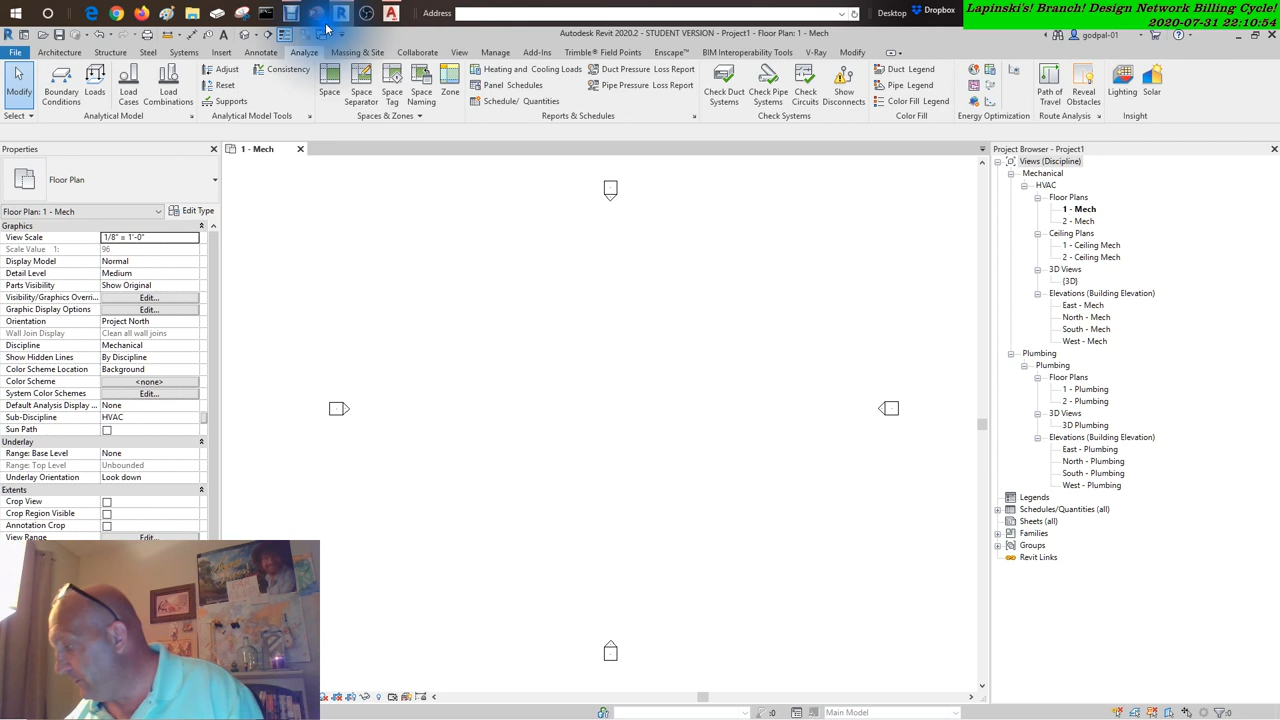 Address
Desktop
Dropbox
Lapinski's! Branch! Design Network Billing Cycle!
2020-07-31 22:10:54
Autodesk Revit 2020.2 - STUDENT VERSION - Project1 - Floor Plan: 1 - Mech
godpal-01
File Architecture Structure Steel Systems Insert Annotate Analyze Massing & Site Collaborate View Manage Add-Ins Trimble® Field Points Enscape™ BIM Interoperability Tools V-Ray Modify
Modify
Boundary Conditions
Loads
Load Cases
Load Combinations
Adjust
Reset
Supports
Consistency
Space
Space Separator
Space Tag
Space Naming
Zone
Heating and Cooling Loads
Panel Schedules
Schedule/ Quantities
Duct Pressure Loss Report
Pipe Pressure Loss Report
Check Duct Systems
Check Pipe Systems
Check Circuits
Show Disconnects
Duct Legend
Pipe Legend
Color Fill Legend
Path of Travel
Reveal Obstacles
Lighting
Solar
Select
Analytical Model
Analytical Model Tools
Spaces & Zones
Reports & Schedules
Check Systems
Color Fill
Energy Optimization
Route Analysis
Insight
Properties
Floor Plan
Floor Plan: 1 - Mech
Edit Type
Graphics
View Scale 1/8" = 1'-0"
Scale Value 1: 96
Display Model Normal
Detail Level Medium
Parts Visibility Show Original
Visibility/Graphics Overri... Edit...
Graphic Display Options Edit...
Orientation Project North
Wall Join Display Clean all wall joins
Discipline Mechanical
Show Hidden Lines By Discipline
Color Scheme Location Background
Color Scheme <none>
System Color Schemes Edit...
Default Analysis Display ... None
Sub-Discipline HVAC
Sun Path
Underlay
Range: Base Level None
Range: Top Level Unbounded
Underlay Orientation Look down
Extents
Crop View
Crop Region Visible
Annotation Crop
View Range Edit...
1 - Mech
Project Browser - Project1
Views (Discipline)
Mechanical
HVAC
Floor Plans
1 - Mech
2 - Mech
Ceiling Plans
1 - Ceiling Mech
2 - Ceiling Mech
3D Views
{3D}
Elevations (Building Elevation)
East - Mech
North - Mech
South - Mech
West - Mech
Plumbing
Plumbing
Floor Plans
1 - Plumbing
2 - Plumbing
3D Views
3D Plumbing
Elevations (Building Elevation)
East - Plumbing
North - Plumbing
South - Plumbing
West - Plumbing
Legends
Schedules/Quantities (all)
Sheets (all)
Families
Groups
Revit Links
:0
Main Model
:0